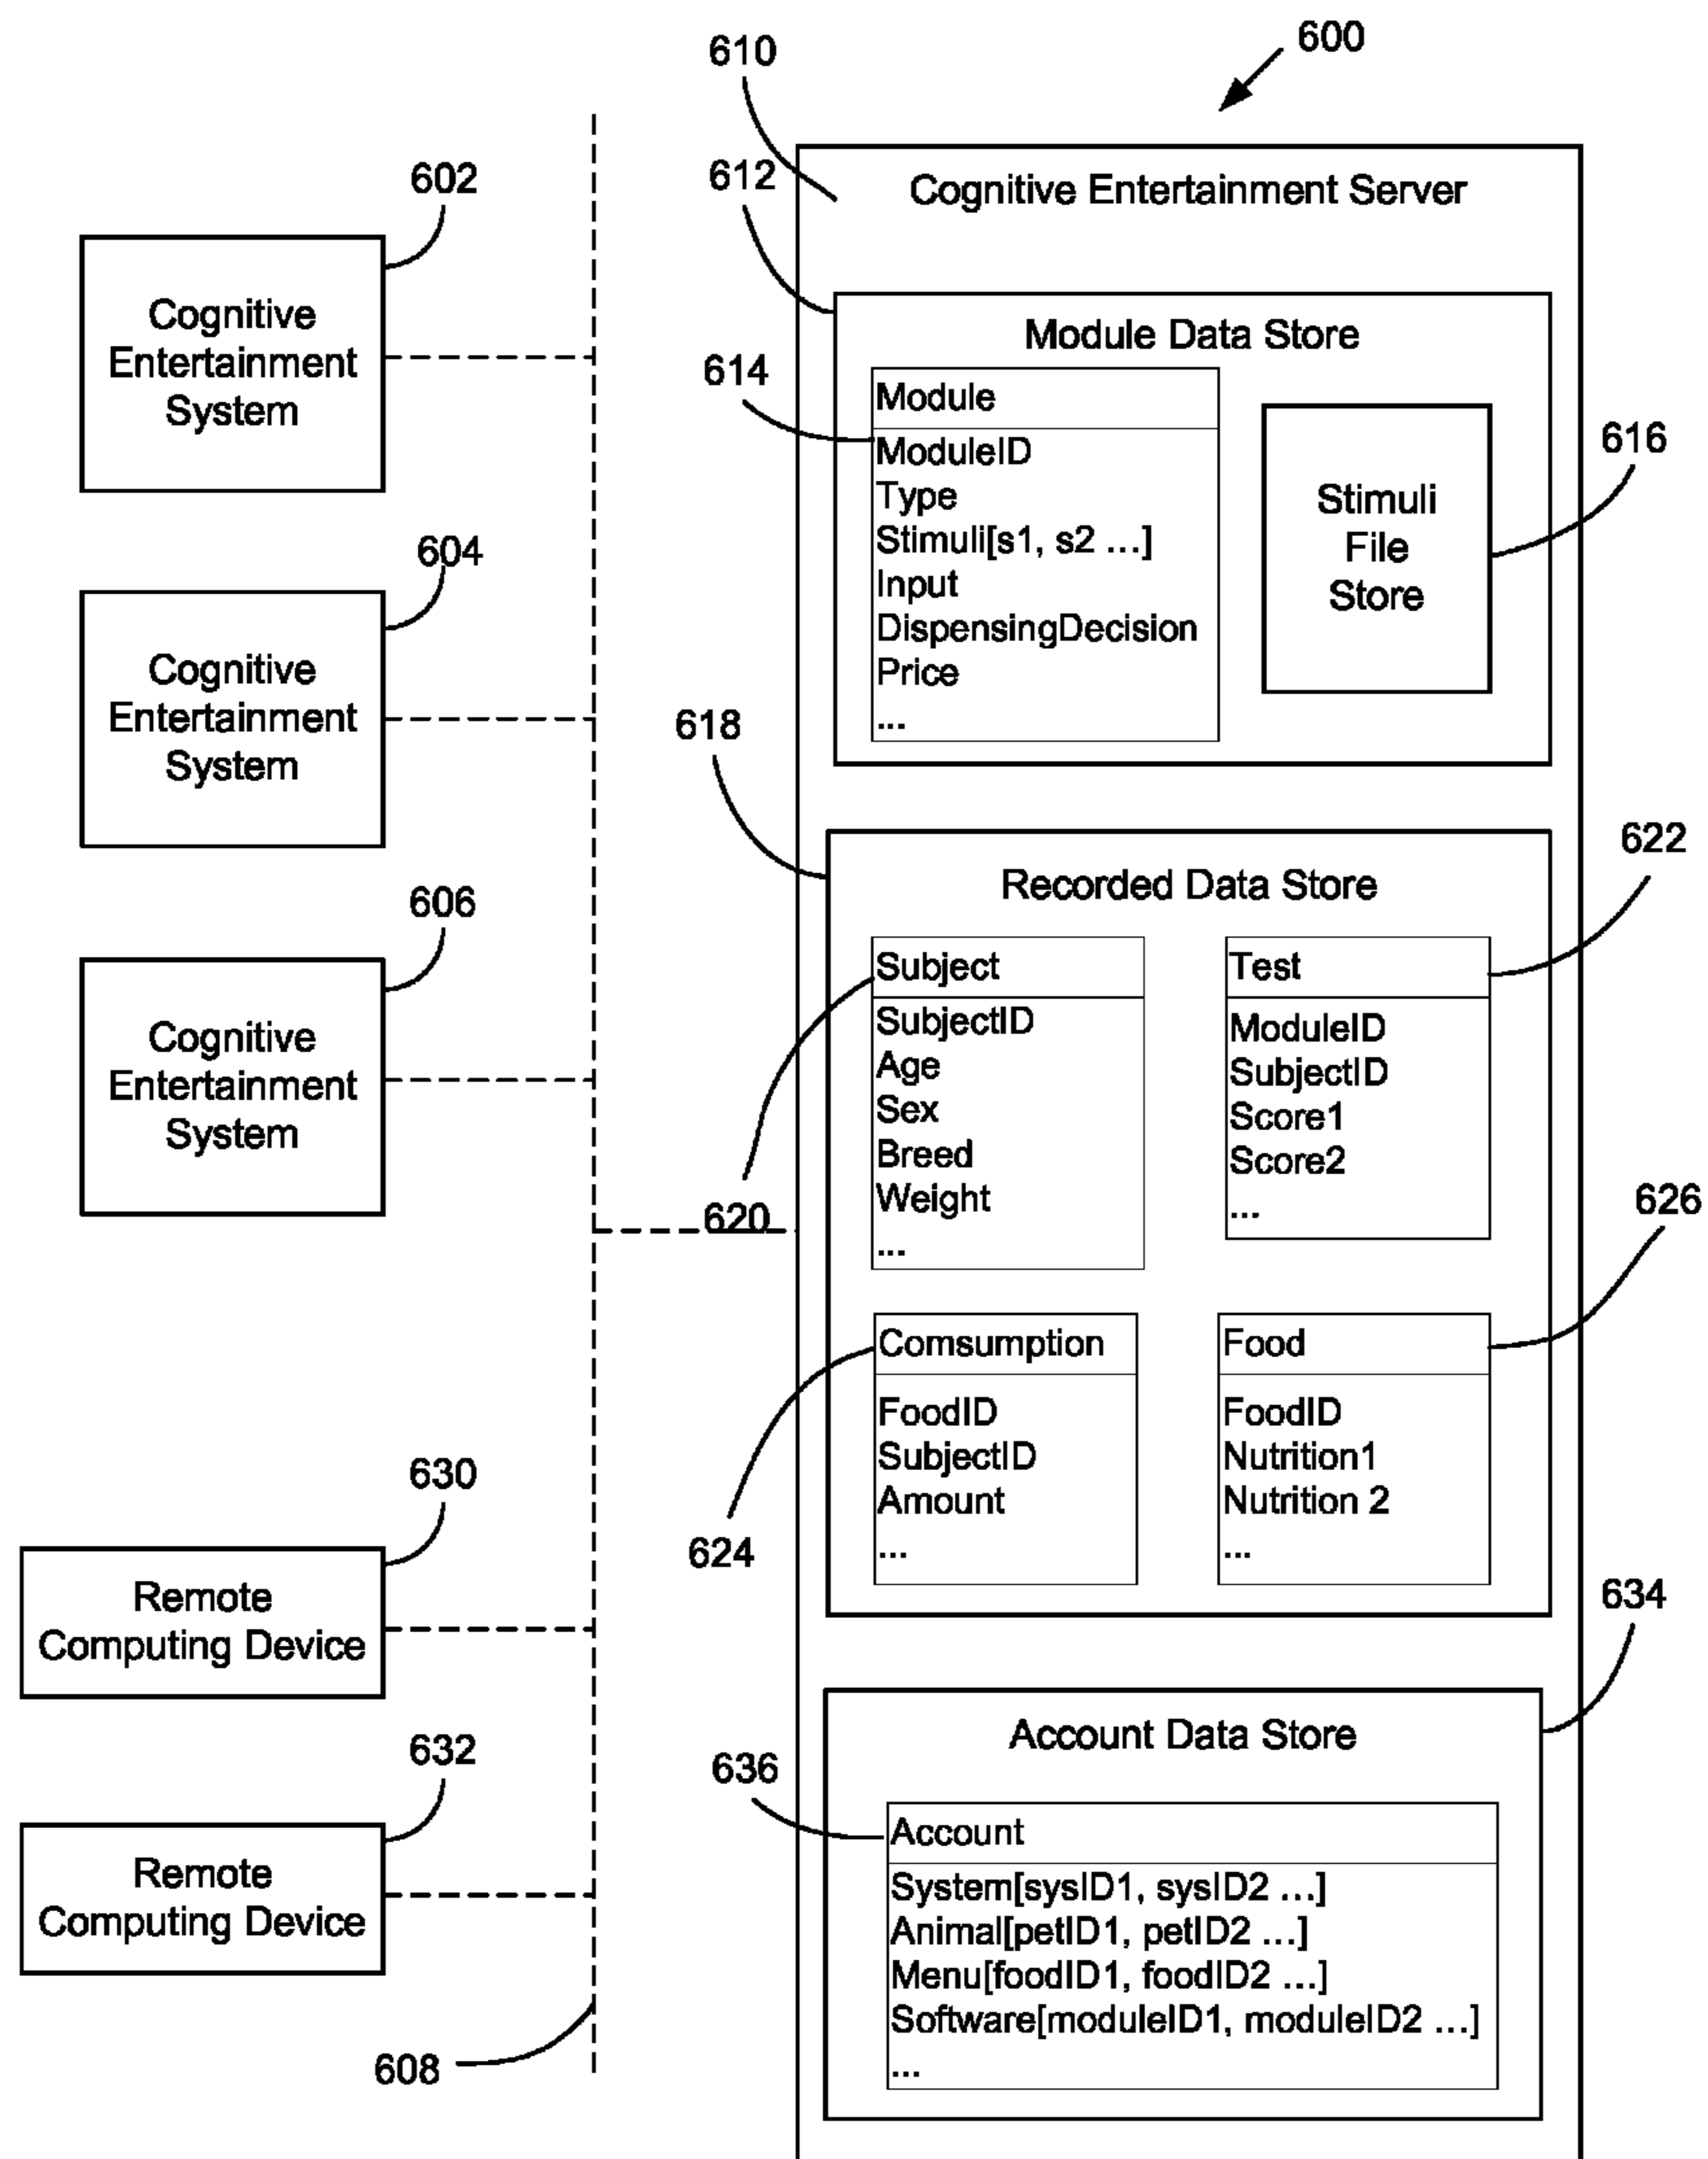 600
610
612
Cognitive Entertainment Server
602
Cognitive
Entertainment
System
604
Cognitive
Entertainment
System
606
Cognitive
Entertainment
System
630
Remote
Computing Device
632
Remote
Computing Device
608
Module Data Store
614
Module
ModuleID
Type
Stimuli[s1, s2 ...]
Input
DispensingDecision
Price
...
616
Stimuli
File
Store
618
Recorded Data Store
620
Subject
SubjectID
Age
Sex
Breed
Weight
...
622
Test
ModuleID
SubjectID
Score1
Score2
...
624
Comsumption
FoodID
SubjectID
Amount
...
626
Food
FoodID
Nutrition1
Nutrition 2
...
634
Account Data Store
636
Account
System[sysID1, sysID2 ...]
Animal[petID1, petID2 ...]
Menu[foodID1, foodID2 ...]
Software[moduleID1, moduleID2 ...]
...